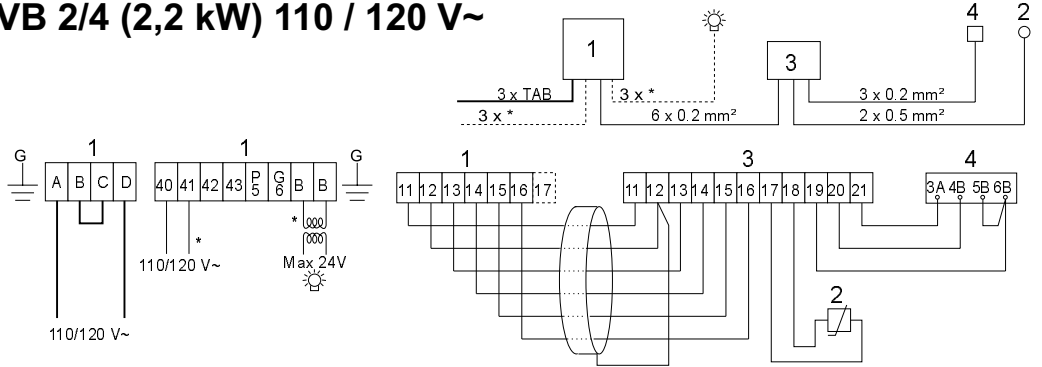 VB 2/4 (2,2 kW) 110 / 120 V~
1
3
4 2
3 x TAB
3 x *
3 x *
6 x 0.2 mm²
3 x 0.2 mm²
2 x 0.5 mm²
G 1
A B C D
110/120 V~
1 G
40 41 42 43 P5 G6 B B
*
110/120 V~
*
Max 24V
1
11 12 13 14 15 16 17
3
11 12 13 14 15 16 17 18 19 20 21
4
3A 4B 5B 6B
2